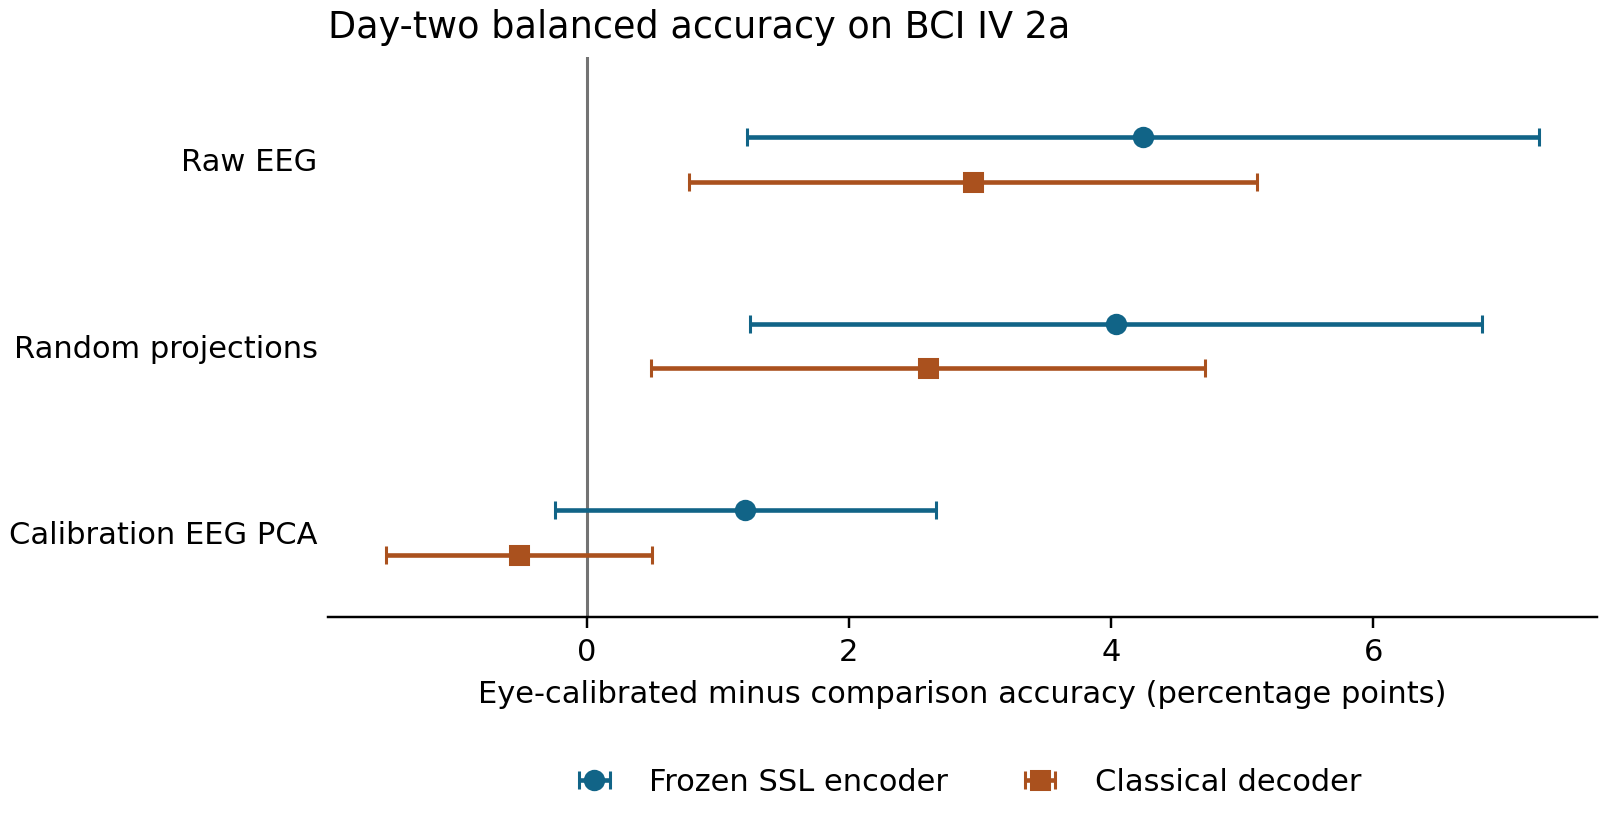 Day-two balanced accuracy on BCI IV 2a
Raw EEG
Random projections
Calibration EEG PCA
0 2 4 6
Eye-calibrated minus comparison accuracy (percentage points)
Frozen SSL encoder Classical decoder